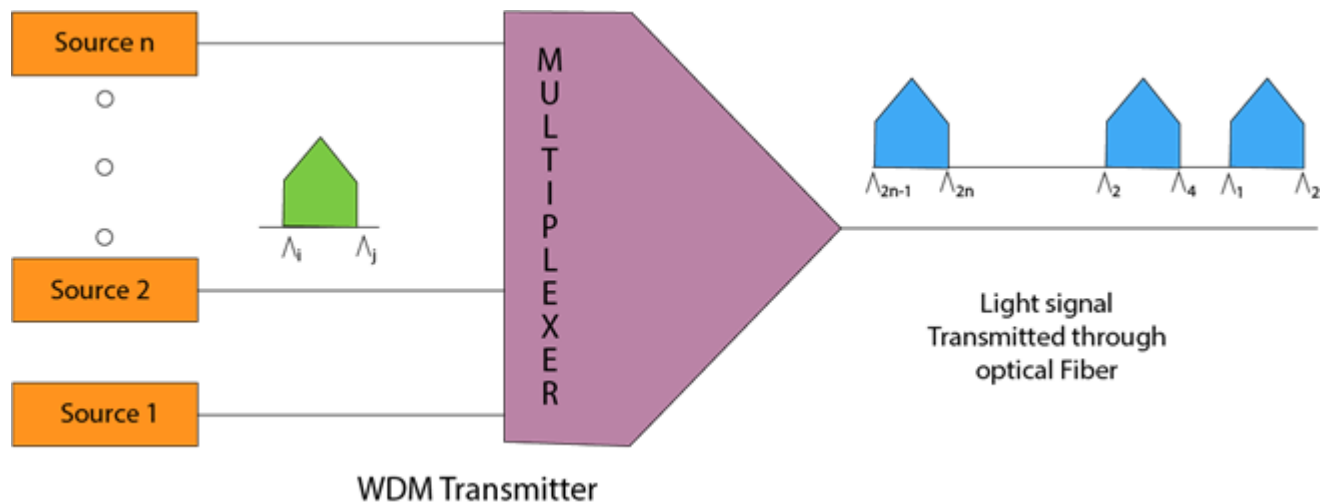 Source n
Source 2
Source 1
Λi
Λj
MULTIPLEXER
Λ2n-1
Λ2n
Λ2
Λ4
Λ1
Λ2
Light signal
Transmitted through
optical Fiber
WDM Transmitter